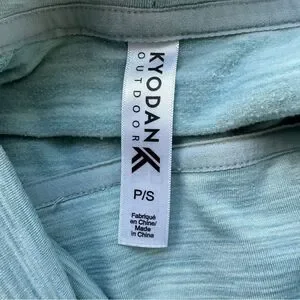 KYODAN
OUTDOOR
P/S
Fabriqué
en Chine/
Made
in China